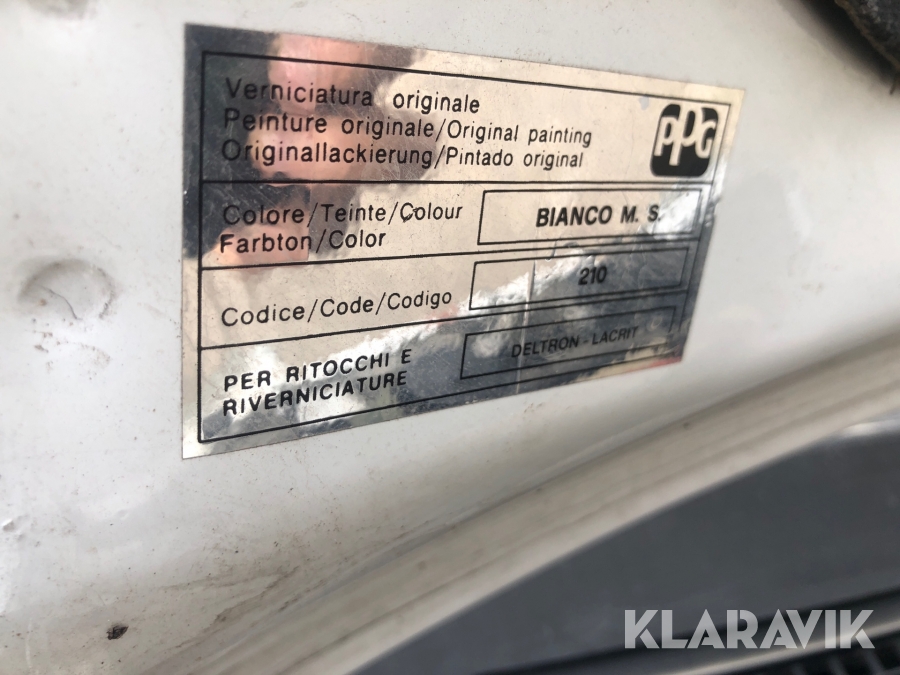 Verniciatura originale
Peinture originale/Original painting
Originallackierung/Pintado original
PPG
Colore/Teinte/Colour
Farbton/Color
BIANCO M. S.
Codice/Code/Codigo
210
PER RITOCCHI E
RIVERNICIATURE
DELTRON - LACRIT
KLARAVIK